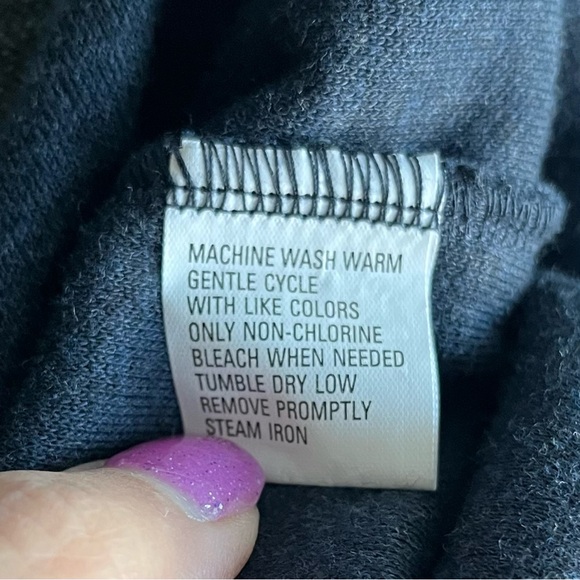 MACHINE WASH WARM
GENTLE CYCLE
WITH LIKE COLORS
ONLY NON-CHLORINE
BLEACH WHEN NEEDED
TUMBLE DRY LOW
REMOVE PROMPTLY
STEAM IRON